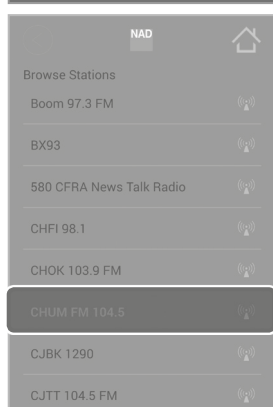 NAD
Browse Stations
Boom 97.3 FM
BX93
580 CFRA News Talk Radio
CHFI 98.1
CHOK 103.9 FM
CHUM FM 104.5
CJBK 1290
CJTT 104.5 FM